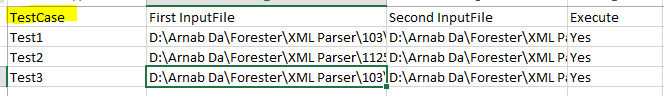 TestCase First InputFile Second InputFile Execute
Test1 D:\Arnab Da\Forester\XML Parser\103\ D:\Arnab Da\Forester\XML Pa Yes
Test2 D:\Arnab Da\Forester\XML Parser\1125 D:\Arnab Da\Forester\XML Pa Yes
Test3 D:\Arnab Da\Forester\XML Parser\103\ D:\Arnab Da\Forester\XML Pa Yes